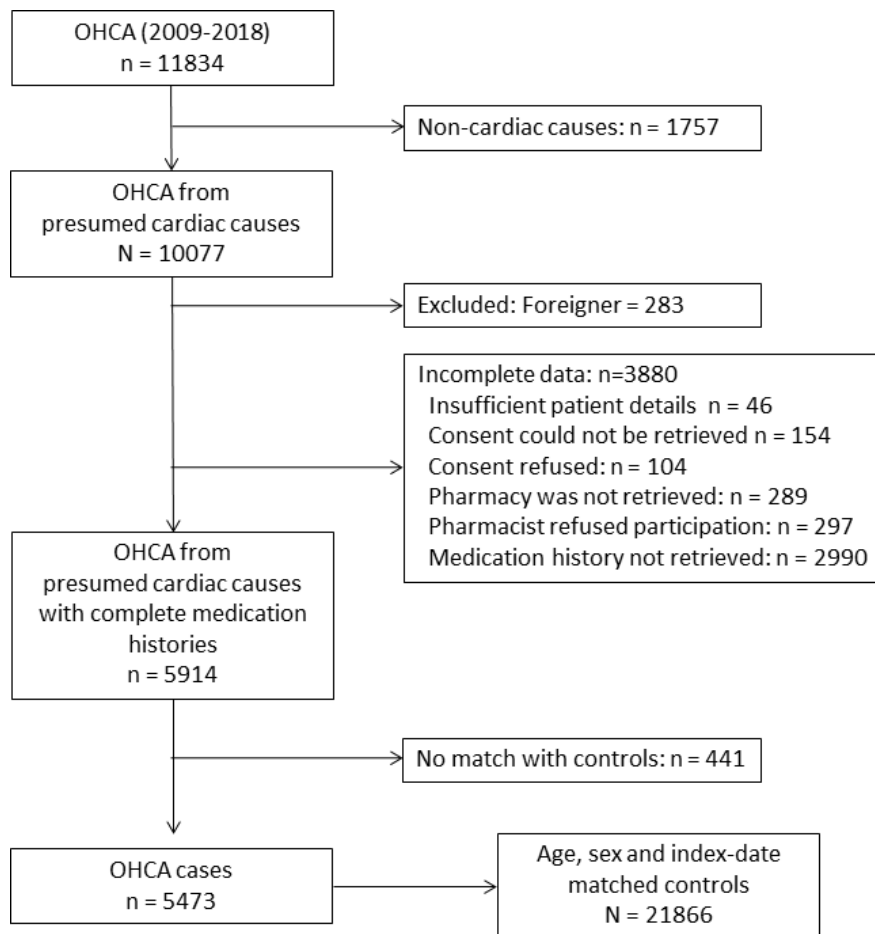 OHCA (2009-2018)
n = 11834
Non-cardiac causes: n = 1757
OHCA from
presumed cardiac causes
N = 10077
Excluded: Foreigner = 283
Incomplete data: n=3880
Insufficient patient details n = 46
Consent could not be retrieved n = 154
Consent refused: n = 104
Pharmacy was not retrieved: n = 289
Pharmacist refused participation: n = 297
Medication history not retrieved: n = 2990
OHCA from
presumed cardiac causes
with complete medication
histories
n = 5914
No match with controls: n = 441
OHCA cases
n = 5473
Age, sex and index-date
matched controls
N = 21866